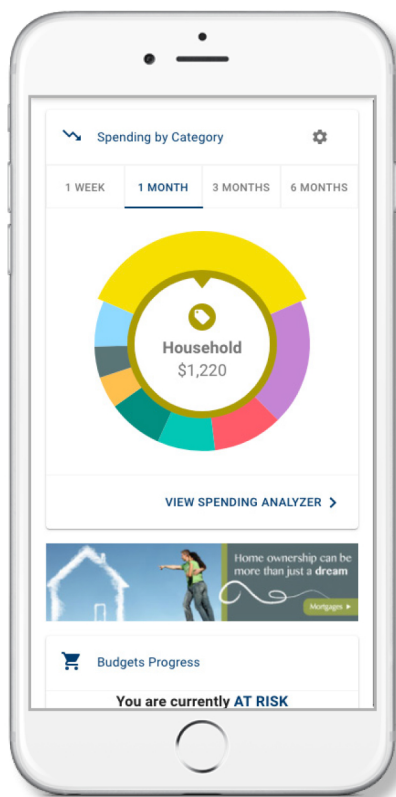 Spending by Category
1 WEEK
1 MONTH
3 MONTHS
6 MONTHS
Household
$1,220
VIEW SPENDING ANALYZER
Home ownership can be
more than just a dream
Mortgages
Budgets Progress
You are currently AT RISK